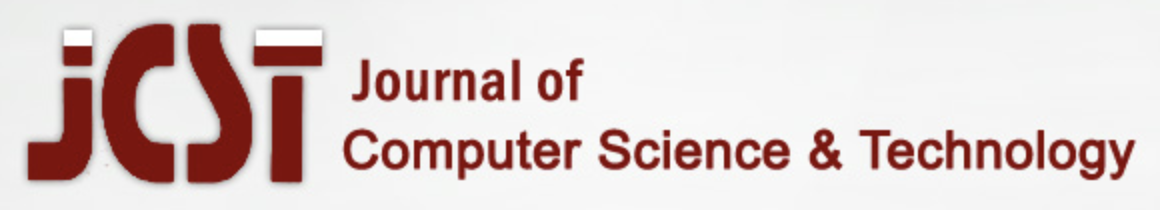 JCST
Journal of
Computer Science & Technology